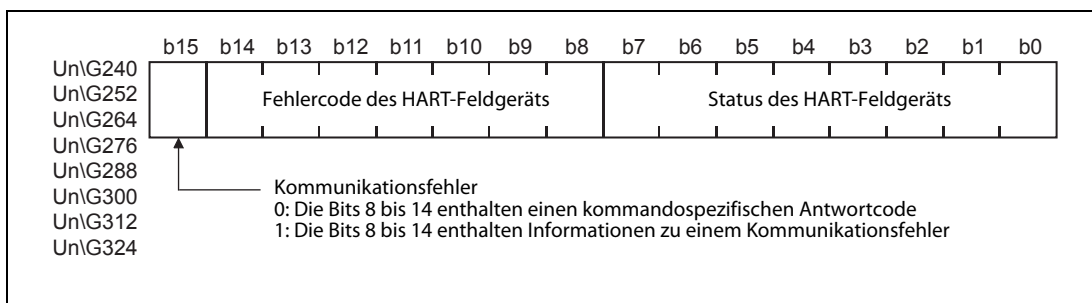 b15 b14 b13 b12 b11 b10 b9 b8 b7 b6 b5 b4 b3 b2 b1 b0
Un\G240
Un\G252
Un\G264
Un\G276
Un\G288
Un\G300
Un\G312
Un\G324
Fehlercode des HART-Feldgeräts
Status des HART-Feldgeräts
Kommunikationsfehler
0: Die Bits 8 bis 14 enthalten einen kommandospezifischen Antwortcode
1: Die Bits 8 bis 14 enthalten Informationen zu einem Kommunikationsfehler